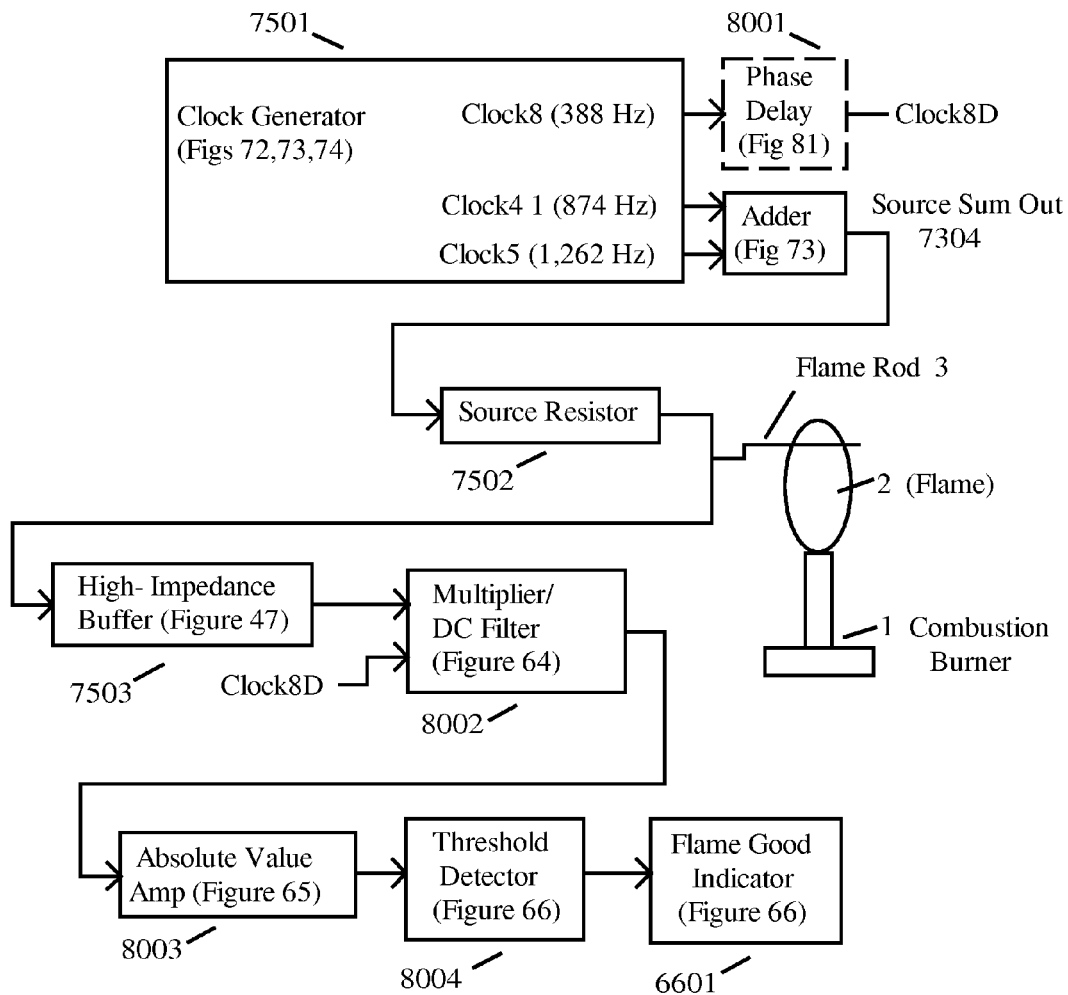 7501
8001
Clock Generator
(Figs 72,73,74)
Clock8 (388 Hz)
Phase
Delay
(Fig 81)
Clock8D
Clock4 1 (874 Hz)
Clock5 (1,262 Hz)
Adder
(Fig 73)
Source Sum Out
7304
Source Resistor
7502
Flame Rod 3
2 (Flame)
1 Combustion
Burner
High- Impedance
Buffer (Figure 47)
7503
Clock8D
Multiplier/
DC Filter
(Figure 64)
8002
Absolute Value
Amp (Figure 65)
8003
Threshold
Detector
(Figure 66)
8004
Flame Good
Indicator
(Figure 66)
6601